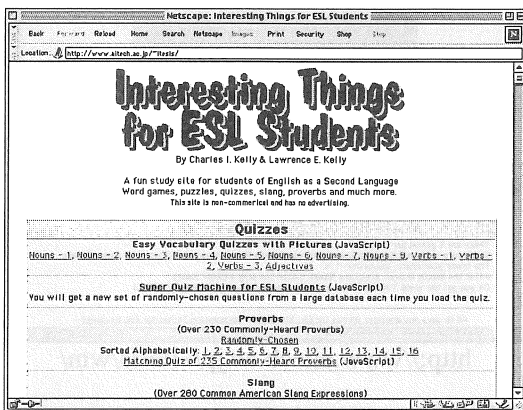 Netscape: Interesting Things for ESL Students
Back Forward Reload Home Search Netscape Images Print Security Shop Stop
Location: http://www.aitech.ac.jp/~itesls/
Interesting Things
for ESL Students
By Charles I. Kelly & Lawrence E. Kelly
A fun study site for students of English as a Second Language
Word games, puzzles, quizzes, slang, proverbs and much more.
This site is non-commerical and has no advertising.
Quizzes
Easy Vocabulary Quizzes with Pictures (JavaScript)
Nouns - 1, Nouns - 2, Nouns - 3, Nouns - 4, Nouns - 5, Nouns - 6, Nouns - 7, Nouns - 9, Verbs - 1, Verbs -
2, Verbs - 3, Adjectives
Super Quiz Machine for ESL Students (JavaScript)
You will get a new set of randomly-chosen questions from a large database each time you load the quiz.
Proverbs
(Over 230 Commonly-Heard Proverbs)
Randomly-Chosen
Sorted Alphabetically: 1, 2, 3, 4, 5, 6, 7, 8, 9, 10, 11, 12, 13, 14, 15, 16
Matching Quiz of 235 Commonly-Heard Proverbs (JavaScript)
Slang
(Over 280 Common American Slang Expressions)